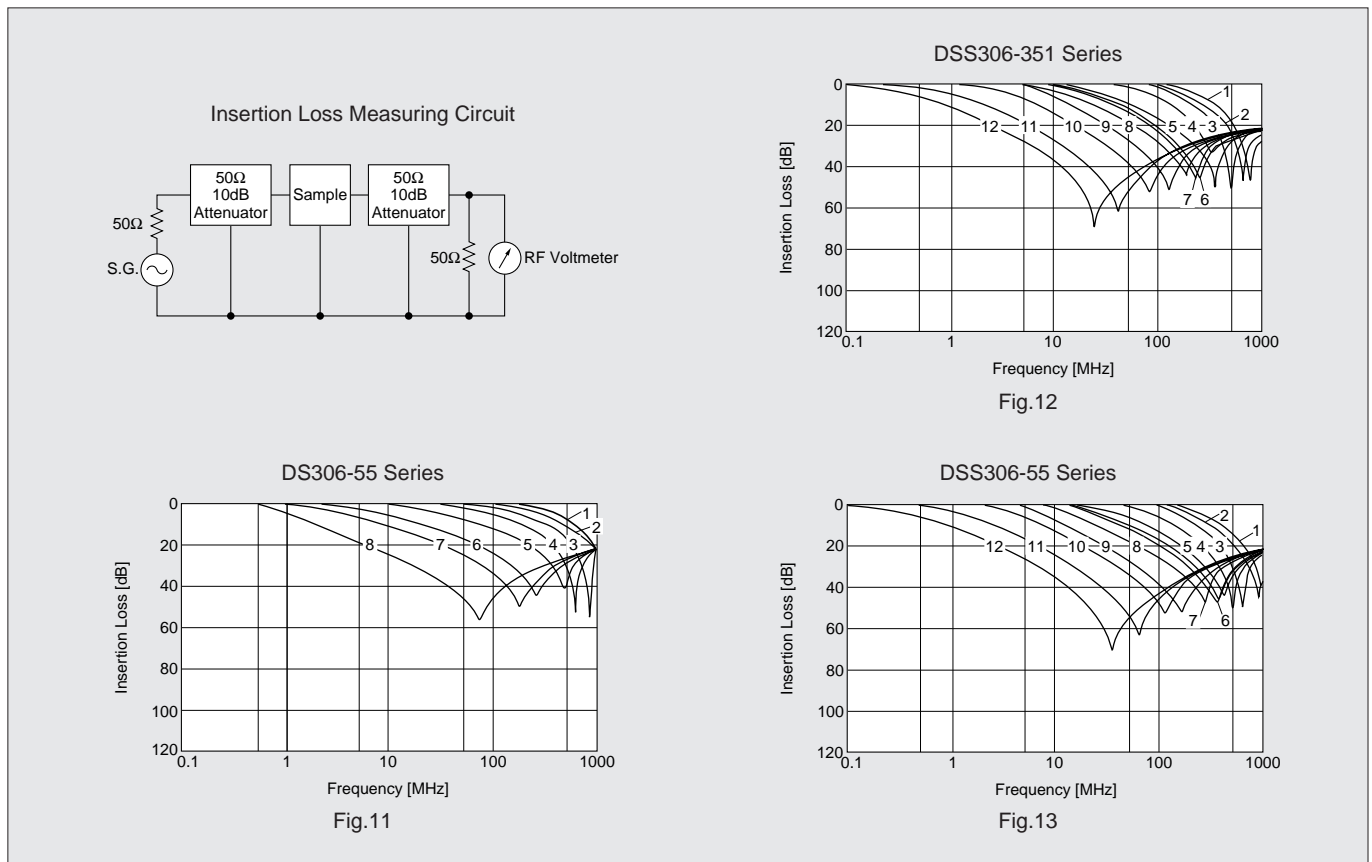 Insertion Loss Measuring Circuit
50Ω
10dB
Attenuator
Sample
50Ω
10dB
Attenuator
50Ω
S.G.
50Ω
RF Voltmeter
DSS306-351 Series
Insertion Loss [dB]
0
20
40
60
80
100
120
1
2
12 11 10 9 8 5 4 3
7 6
0.1 1 10 100 1000
Frequency [MHz]
Fig.12
DS306-55 Series
Insertion Loss [dB]
0
20
40
60
80
100
120
1
2
8 7 6 5 4 3
0.1 1 10 100 1000
Frequency [MHz]
Fig.11
DSS306-55 Series
Insertion Loss [dB]
0
20
40
60
80
100
120
2
1
12 11 10 9 8 5 4 3
7 6
0.1 1 10 100 1000
Frequency [MHz]
Fig.13